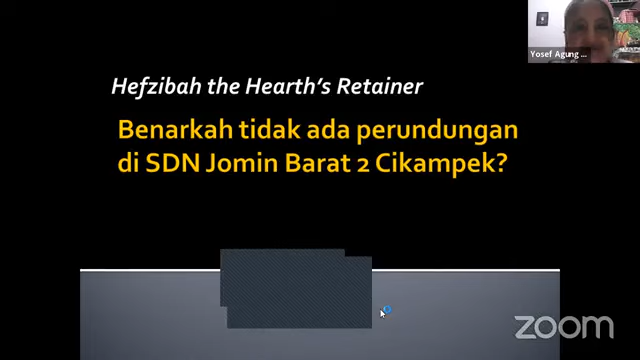 Yosef Agung ...
Hefzibah the Hearth's Retainer
Benarkah tidak ada perundungan
di SDN Jomin Barat 2 Cikampek?
zoom